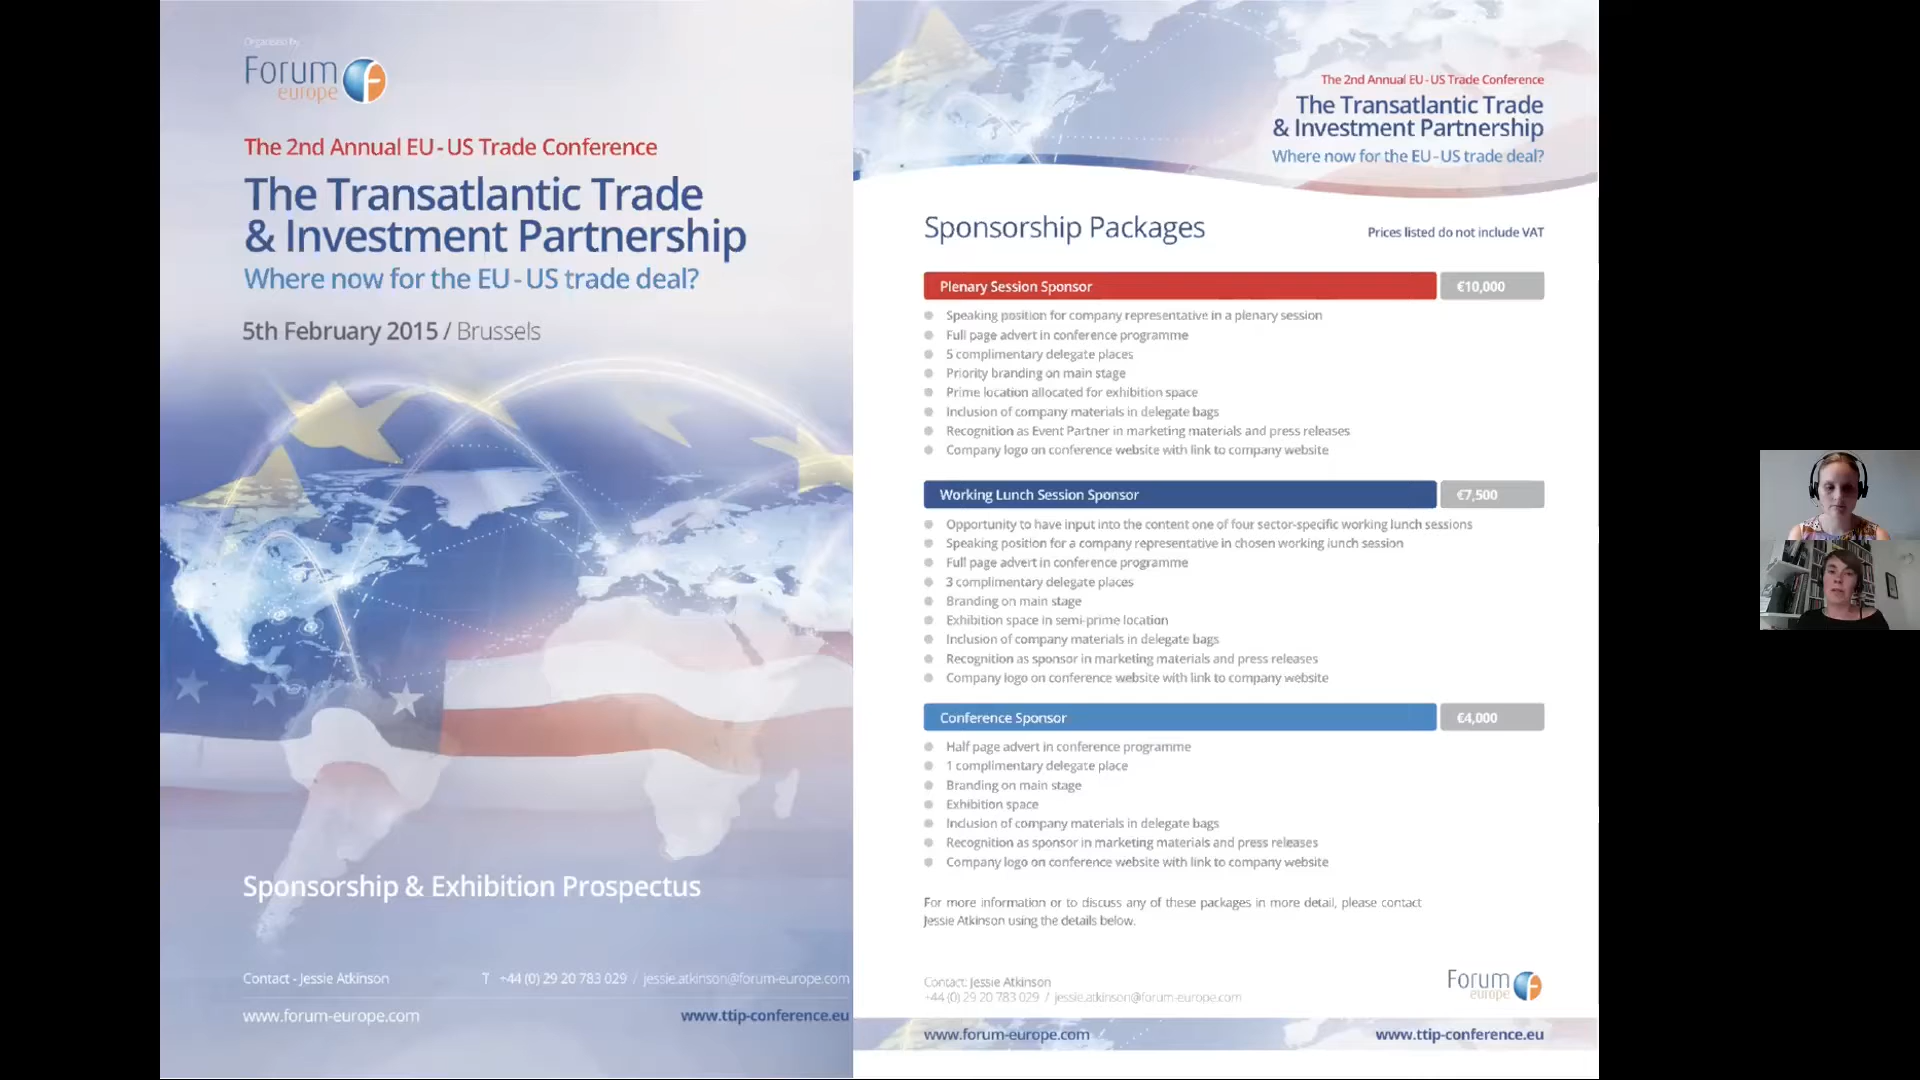 Organised by
Forum
europe
The 2nd Annual EU - US Trade Conference
The Transatlantic Trade
& Investment Partnership
Where now for the EU - US trade deal?
5th February 2015 / Brussels
Sponsorship & Exhibition Prospectus
Contact - Jessie Atkinson T +44 (0) 29 20 783 029 / jessie.atkinson@forum-europe.com
www.forum-europe.com www.ttip-conference.eu
The 2nd Annual EU - US Trade Conference
The Transatlantic Trade
& Investment Partnership
Where now for the EU - US trade deal?
Sponsorship Packages Prices listed do not include VAT
Plenary Session Sponsor €10,000
Speaking position for company representative in a plenary session
Full page advert in conference programme
5 complimentary delegate places
Priority branding on main stage
Prime location allocated for exhibition space
Inclusion of company materials in delegate bags
Recognition as Event Partner in marketing materials and press releases
Company logo on conference website with link to company website
Working Lunch Session Sponsor €7,500
Opportunity to have input into the content one of four sector-specific working lunch sessions
Speaking position for a company representative in chosen working lunch session
Full page advert in conference programme
3 complimentary delegate places
Branding on main stage
Exhibition space in semi-prime location
Inclusion of company materials in delegate bags
Recognition as sponsor in marketing materials and press releases
Company logo on conference website with link to company website
Conference Sponsor €4,000
Half page advert in conference programme
1 complimentary delegate place
Branding on main stage
Exhibition space
Inclusion of company materials in delegate bags
Recognition as sponsor in marketing materials and press releases
Company logo on conference website with link to company website
For more information or to discuss any of these packages in more detail, please contact
Jessie Atkinson using the details below.
Contact: Jessie Atkinson
+44 (0) 29 20 783 029 / jessie.atkinson@forum-europe.com
Forum
europe
www.forum-europe.com www.ttip-conference.eu